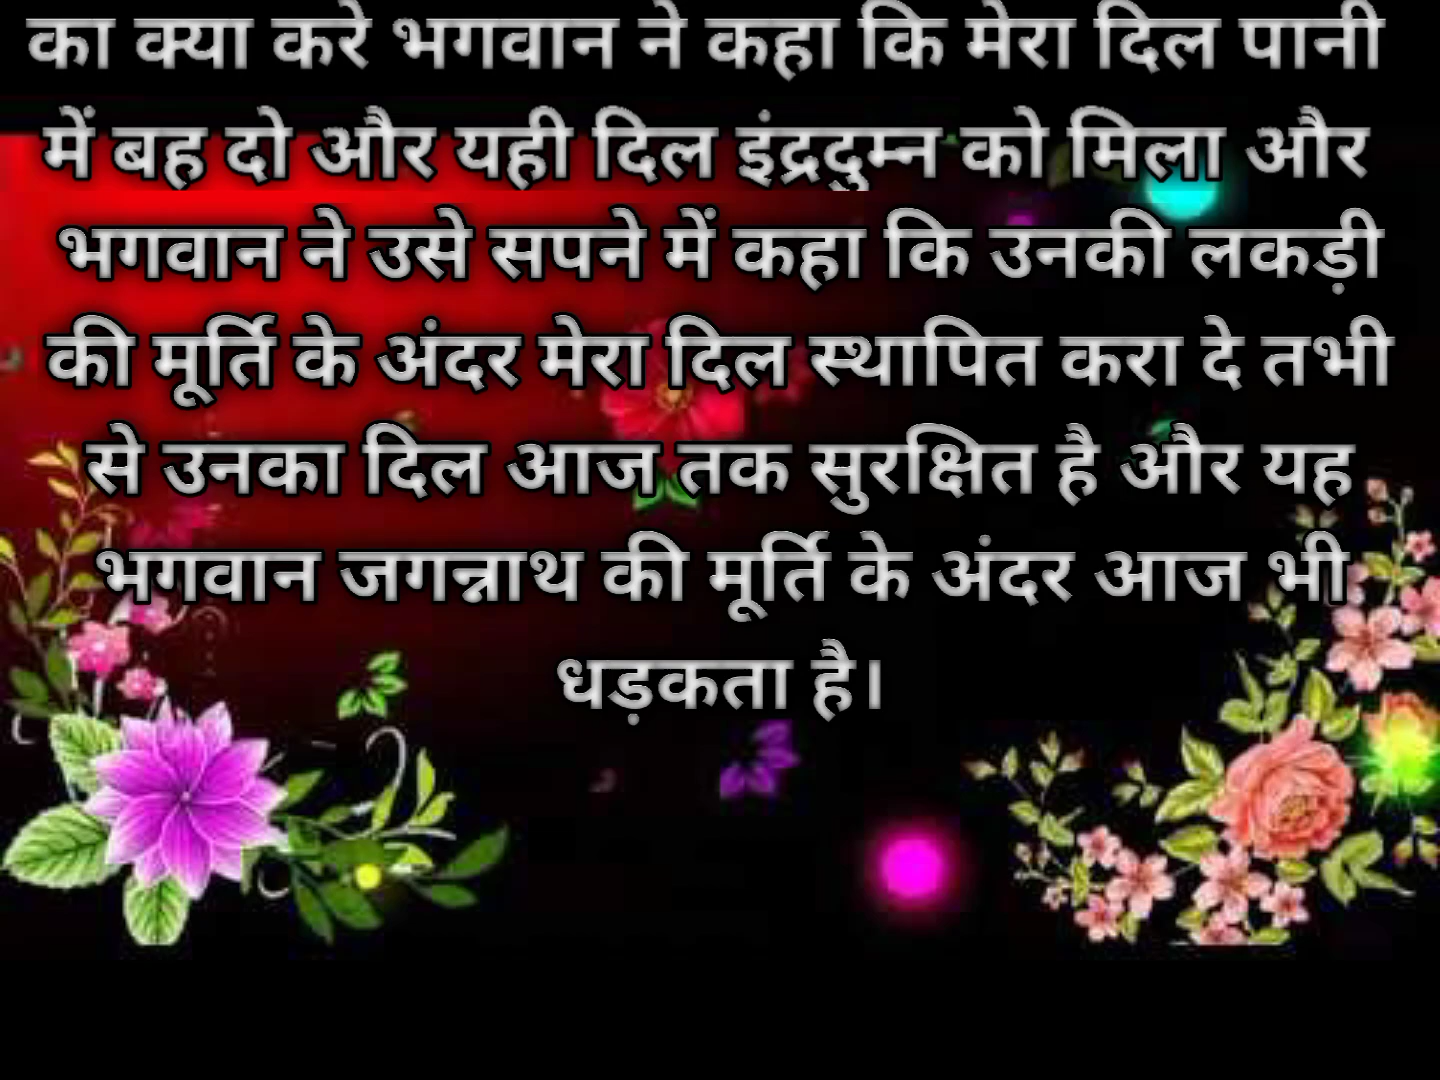 का क्या करे भगवान ने कहा कि मेरा दिल पानी
में बह दो और यही दिल इंद्रदुम्न को मिला और
भगवान ने उसे सपने में कहा कि उनकी लकड़ी
की मूर्ति के अंदर मेरा दिल स्थापित करा दे तभी
से उनका दिल आज तक सुरक्षित है और यह
भगवान जगन्नाथ की मूर्ति के अंदर आज भी
धड़कता है।